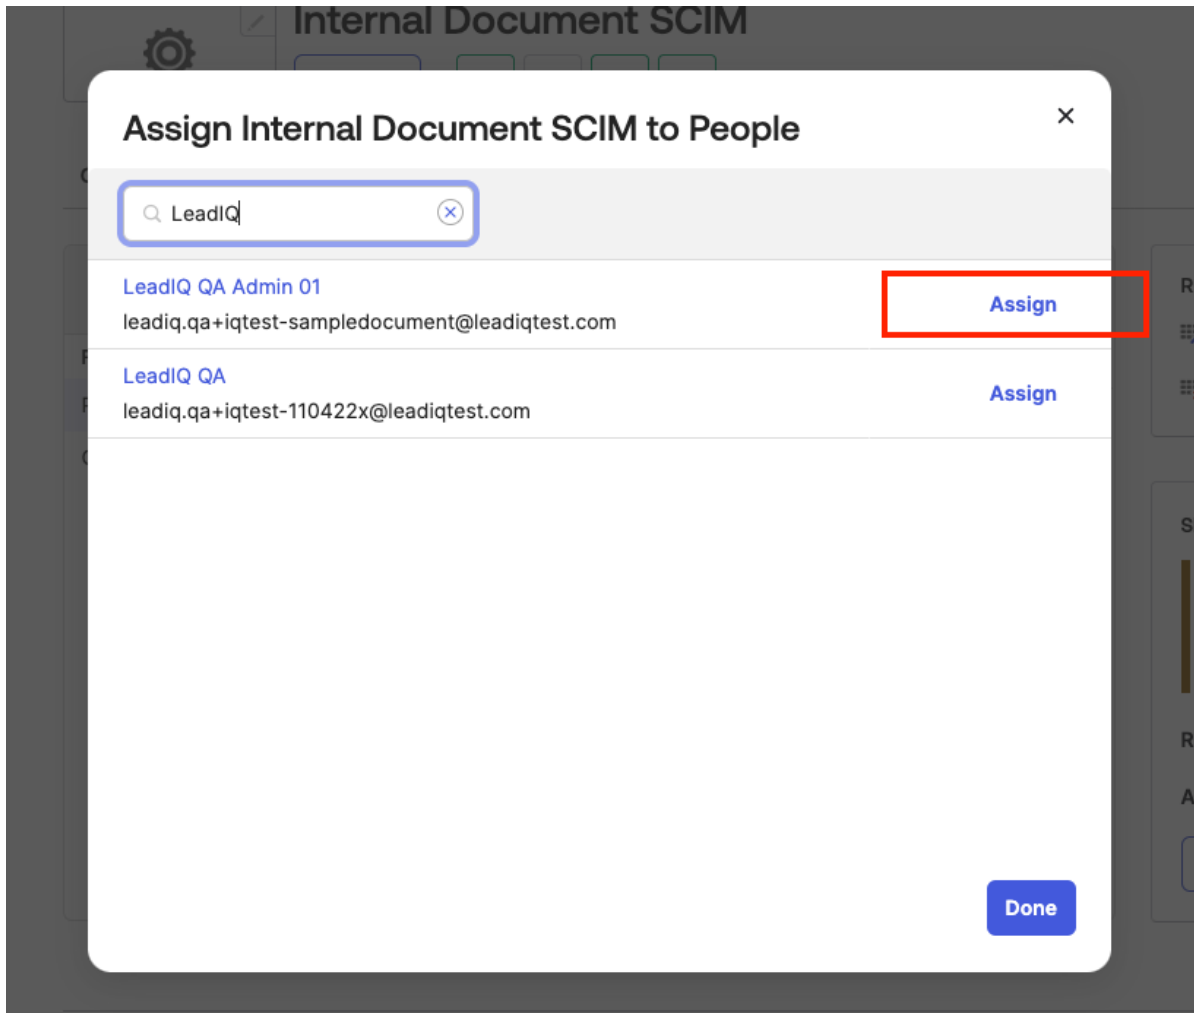 Internal Document SCIM
Assign Internal Document SCIM to People
LeadIQ
LeadIQ QA Admin 01
leadiq.qa+iqtest-sampledocument@leadiqtest.com
Assign
LeadIQ QA
leadiq.qa+iqtest-110422x@leadiqtest.com
Assign
Done